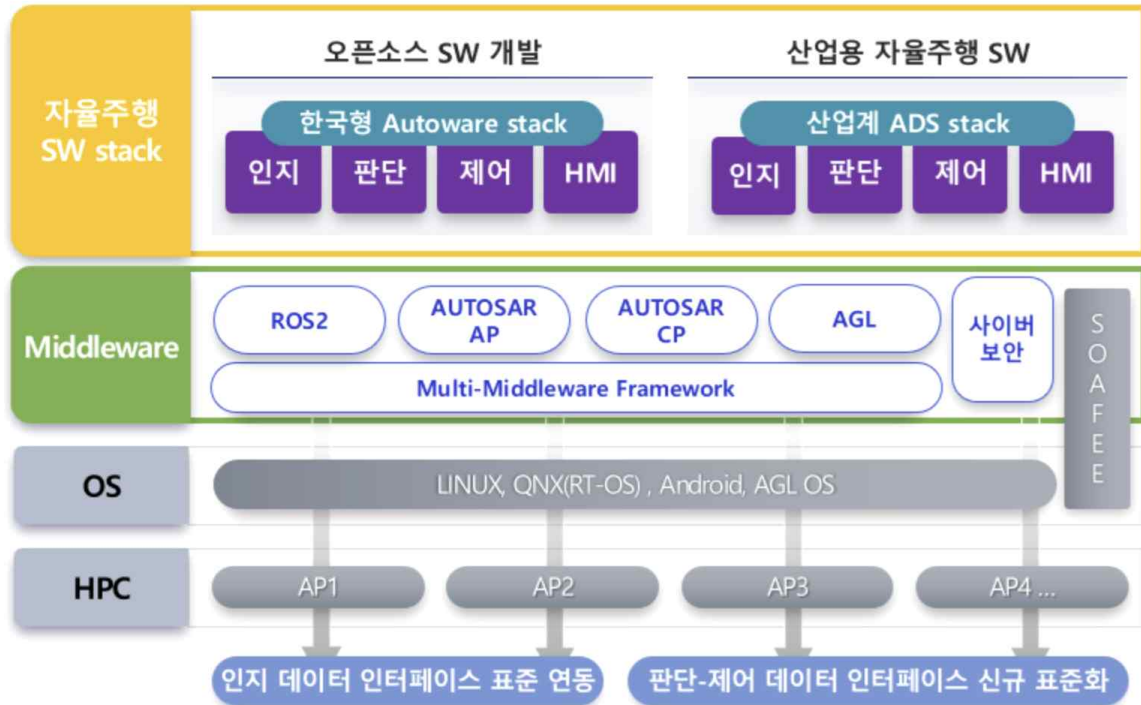 오픈소스 SW 개발
산업용 자율주행 SW
자율주행
SW stack
한국형 Autoware stack
인지
판단
제어
HMI
산업계 ADS stack
인지
판단
제어
HMI
Middleware
ROS2
AUTOSAR
AP
AUTOSAR
CP
AGL
사이버
보안
Multi-Middleware Framework
SOAFEE
OS
LINUX, QNX(RT-OS) , Android, AGL OS
HPC
AP1
AP2
AP3
AP4 ...
인지 데이터 인터페이스 표준 연동
판단-제어 데이터 인터페이스 신규 표준화